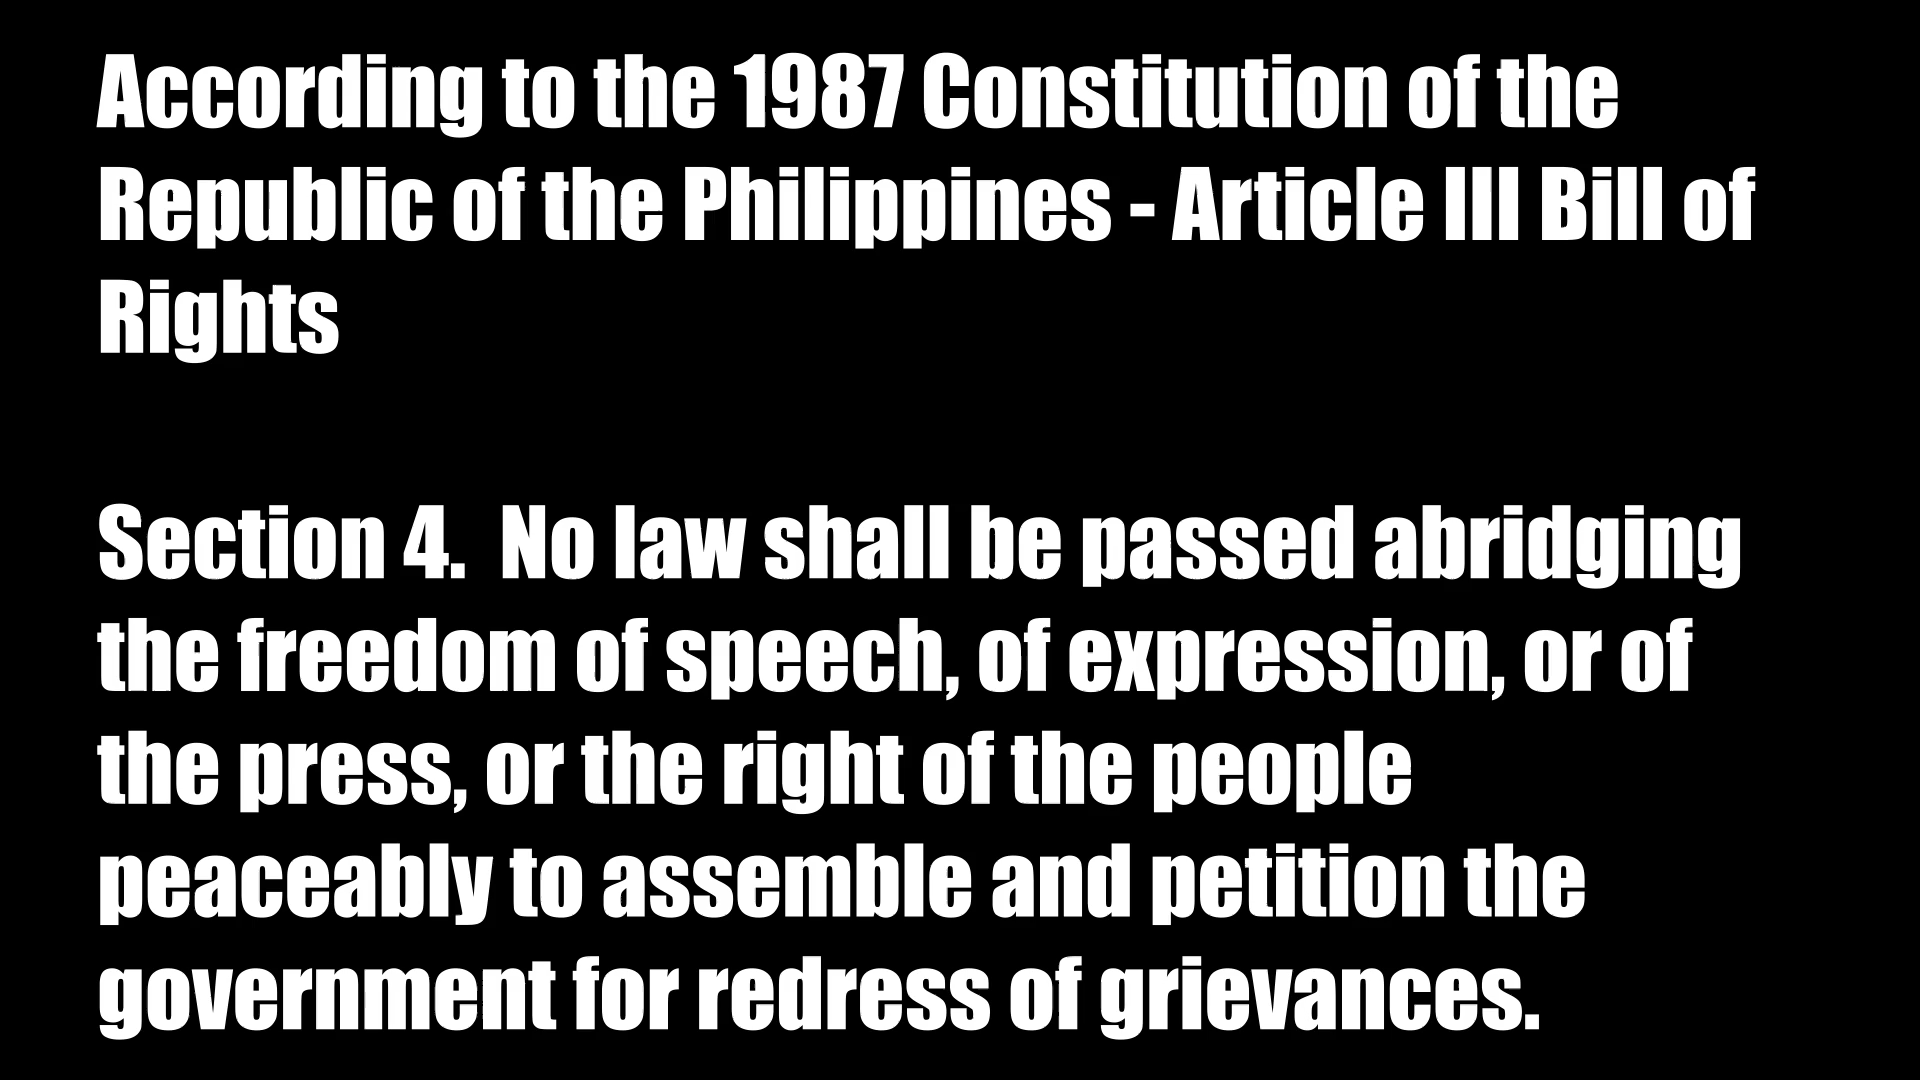 According to the 1987 Constitution of the
Republic of the Philippines - Article III Bill of
Rights
Section 4.  No law shall be passed abridging
the freedom of speech, of expression, or of
the press, or the right of the people
peaceably to assemble and petition the
government for redress of grievances.